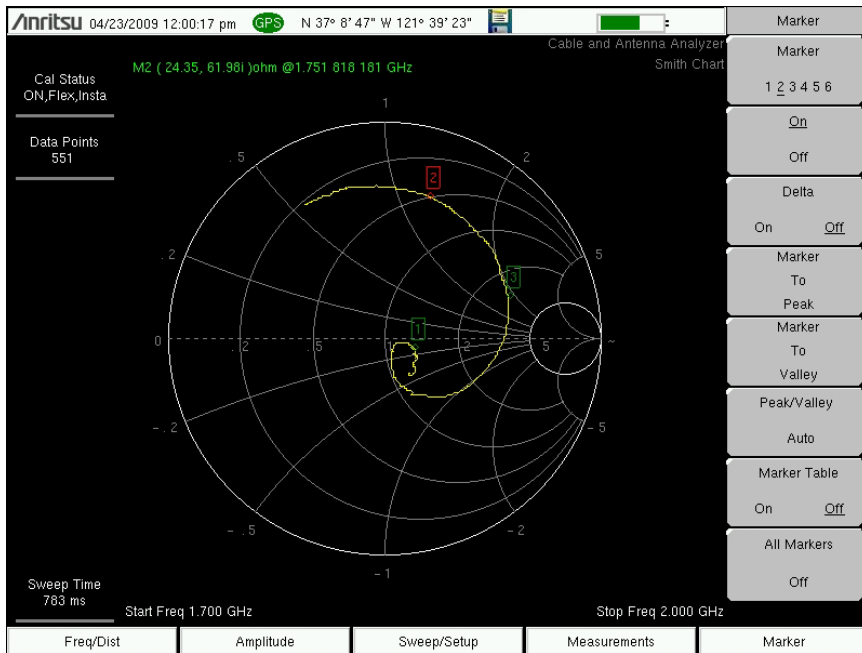 Anritsu 04/23/2009 12:00:17 pm GPS N 37° 8' 47" W 121° 39' 23"
Cable and Antenna Analyzer
Smith Chart
M2 ( 24.35, 61.98i )ohm @1.751 818 181 GHz
Cal Status
ON,Flex,Insta
Data Points
551
1
.5
2
2
.2
5
3
1
0
.2
.5
1
2
5
~
-.2
-5
-.5
-2
-1
Sweep Time
783 ms
Start Freq 1.700 GHz
Stop Freq 2.000 GHz
Marker
Marker
1 2 3 4 5 6
On
Off
Delta
On Off
Marker
To
Peak
Marker
To
Valley
Peak/Valley
Auto
Marker Table
On Off
All Markers
Off
Freq/Dist
Amplitude
Sweep/Setup
Measurements
Marker